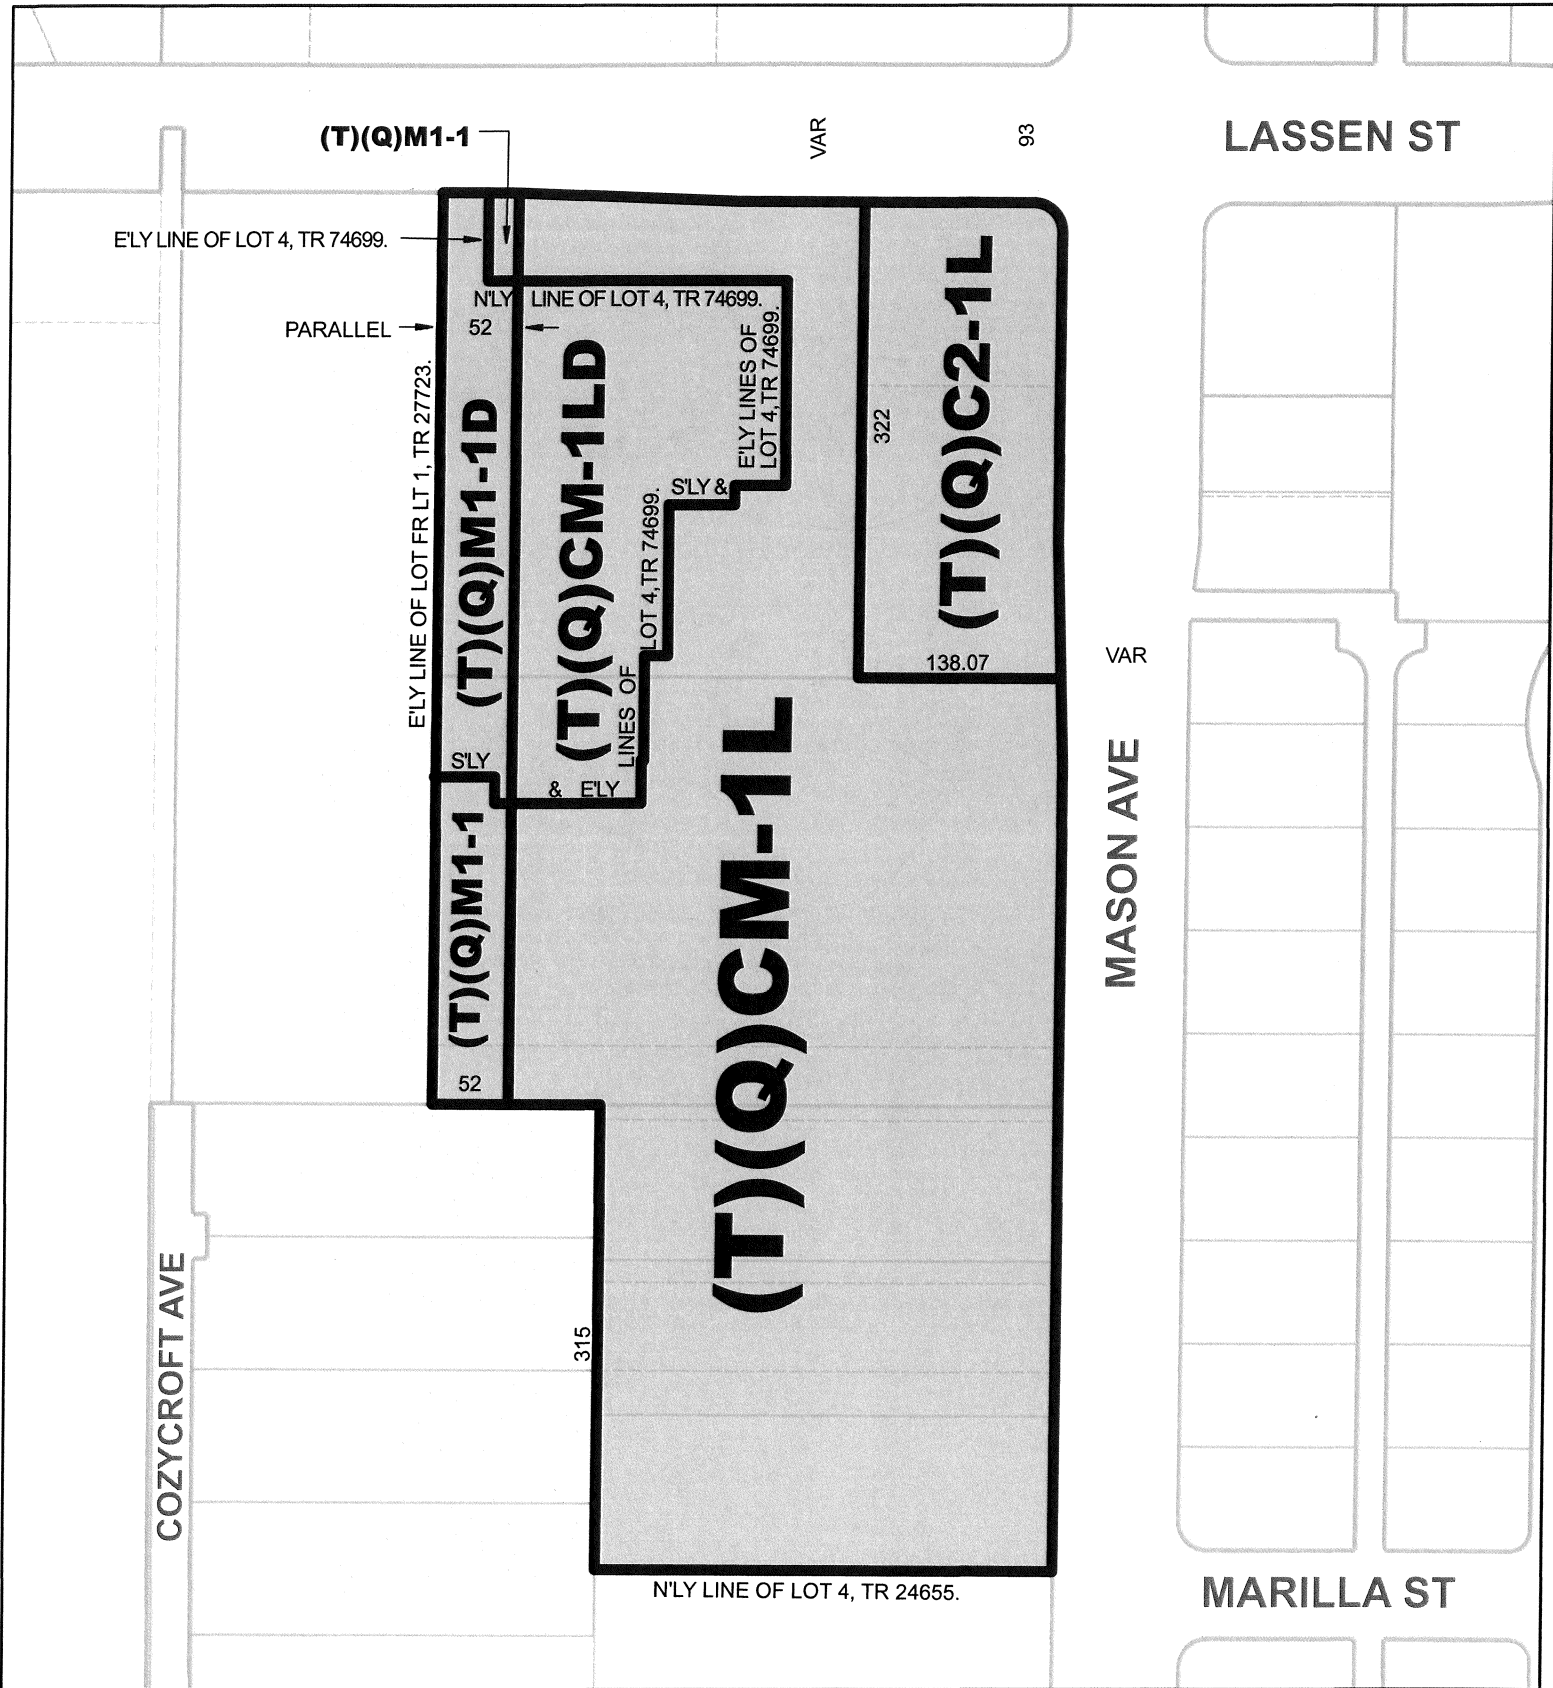 LASSEN ST
(T)(Q)M1-1
VAR
93
E'LY LINE OF LOT 4, TR 74699.
N'LY LINE OF LOT 4, TR 74699.
PARALLEL
52
E'LY LINE OF LOT FR LT 1, TR 27723.
(T)(Q)M1-1D
(T)(Q)CM-1LD
E'LY LINES OF
LOT 4,TR 74699.
S'LY &
LINES OF
LOT 4,TR 74699.
322
(T)(Q)C2-1L
138.07
VAR
S'LY
& E'LY
(T)(Q)M1-1
52
(T)(Q)CM-1L
MASON AVE
315
COZYCROFT AVE
N'LY LINE OF LOT 4, TR 24655.
MARILLA ST